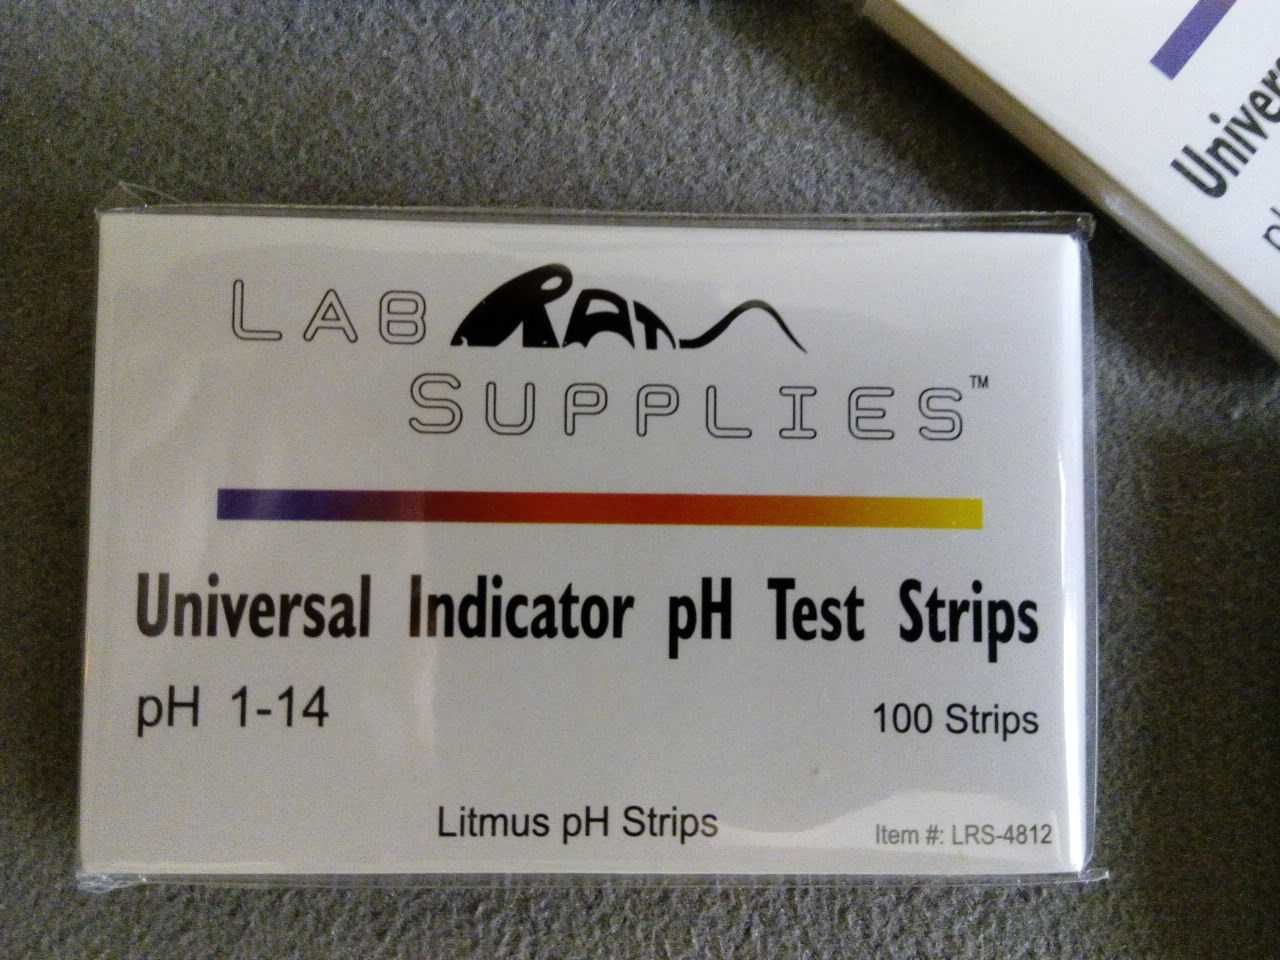 LAB RAT
SUPPLIES™
Universal Indicator pH Test Strips
pH 1-14
100 Strips
Litmus pH Strips
Item #: LRS-4812